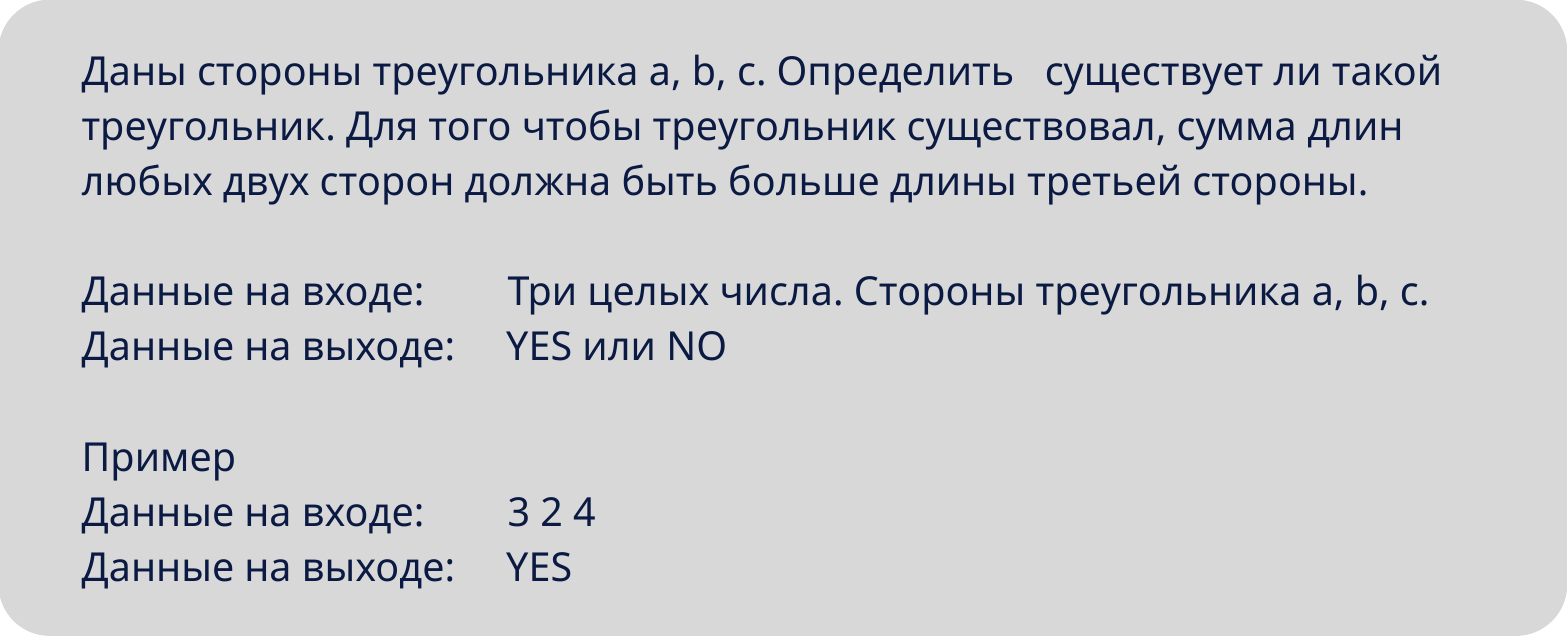 Даны стороны треугольника a, b, c. Определить   существует ли такой
треугольник. Для того чтобы треугольник существовал, сумма длин
любых двух сторон должна быть больше длины третьей стороны.
Данные на входе: Три целых числа. Стороны треугольника a, b, c.
Данные на выходе: YES или NO
Пример
Данные на входе: 3 2 4
Данные на выходе: YES